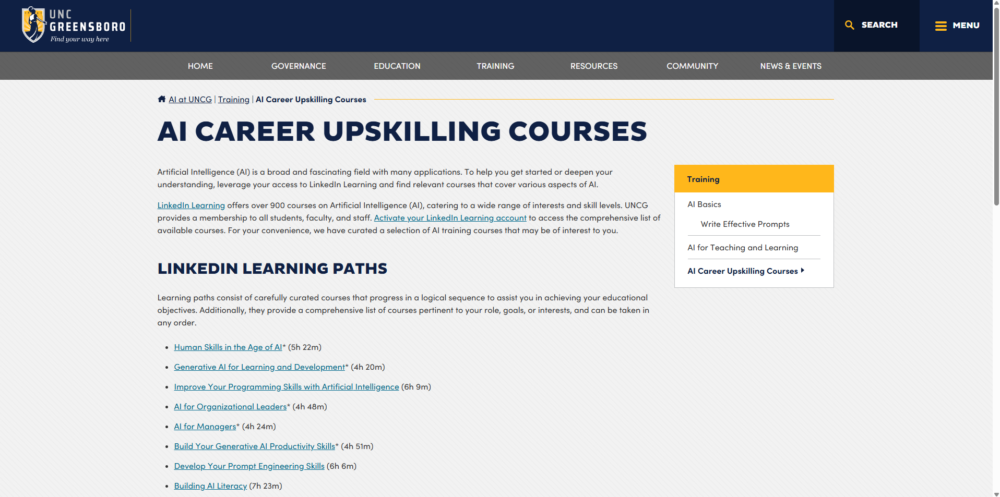 UNC
GREENSBORO
Find your way here
SEARCH
MENU
HOME
GOVERNANCE
EDUCATION
TRAINING
RESOURCES
COMMUNITY
NEWS & EVENTS
AI at UNCG | Training | AI Career Upskilling Courses
AI CAREER UPSKILLING COURSES
Artificial Intelligence (AI) is a broad and fascinating field with many applications. To help you get started or deepen your
understanding, leverage your access to LinkedIn Learning and find relevant courses that cover various aspects of AI.
LinkedIn Learning offers over 900 courses on Artificial Intelligence (AI), catering to a wide range of interests and skill levels. UNCG
provides a membership to all students, faculty, and staff. Activate your LinkedIn Learning account to access the comprehensive list of
available courses. For your convenience, we have curated a selection of AI training courses that may be of interest to you.
LINKEDIN LEARNING PATHS
Learning paths consist of carefully curated courses that progress in a logical sequence to assist you in achieving your educational
objectives. Additionally, they provide a comprehensive list of courses pertinent to your role, goals, or interests, and can be taken in
any order.
• Human Skills in the Age of AI* (5h 22m)
• Generative AI for Learning and Development* (4h 20m)
• Improve Your Programming Skills with Artificial Intelligence (6h 9m)
• AI for Organizational Leaders* (4h 48m)
• AI for Managers* (4h 24m)
• Build Your Generative AI Productivity Skills* (4h 51m)
• Develop Your Prompt Engineering Skills (6h 6m)
• Building AI Literacy (7h 23m)
Training
AI Basics
Write Effective Prompts
AI for Teaching and Learning
AI Career Upskilling Courses